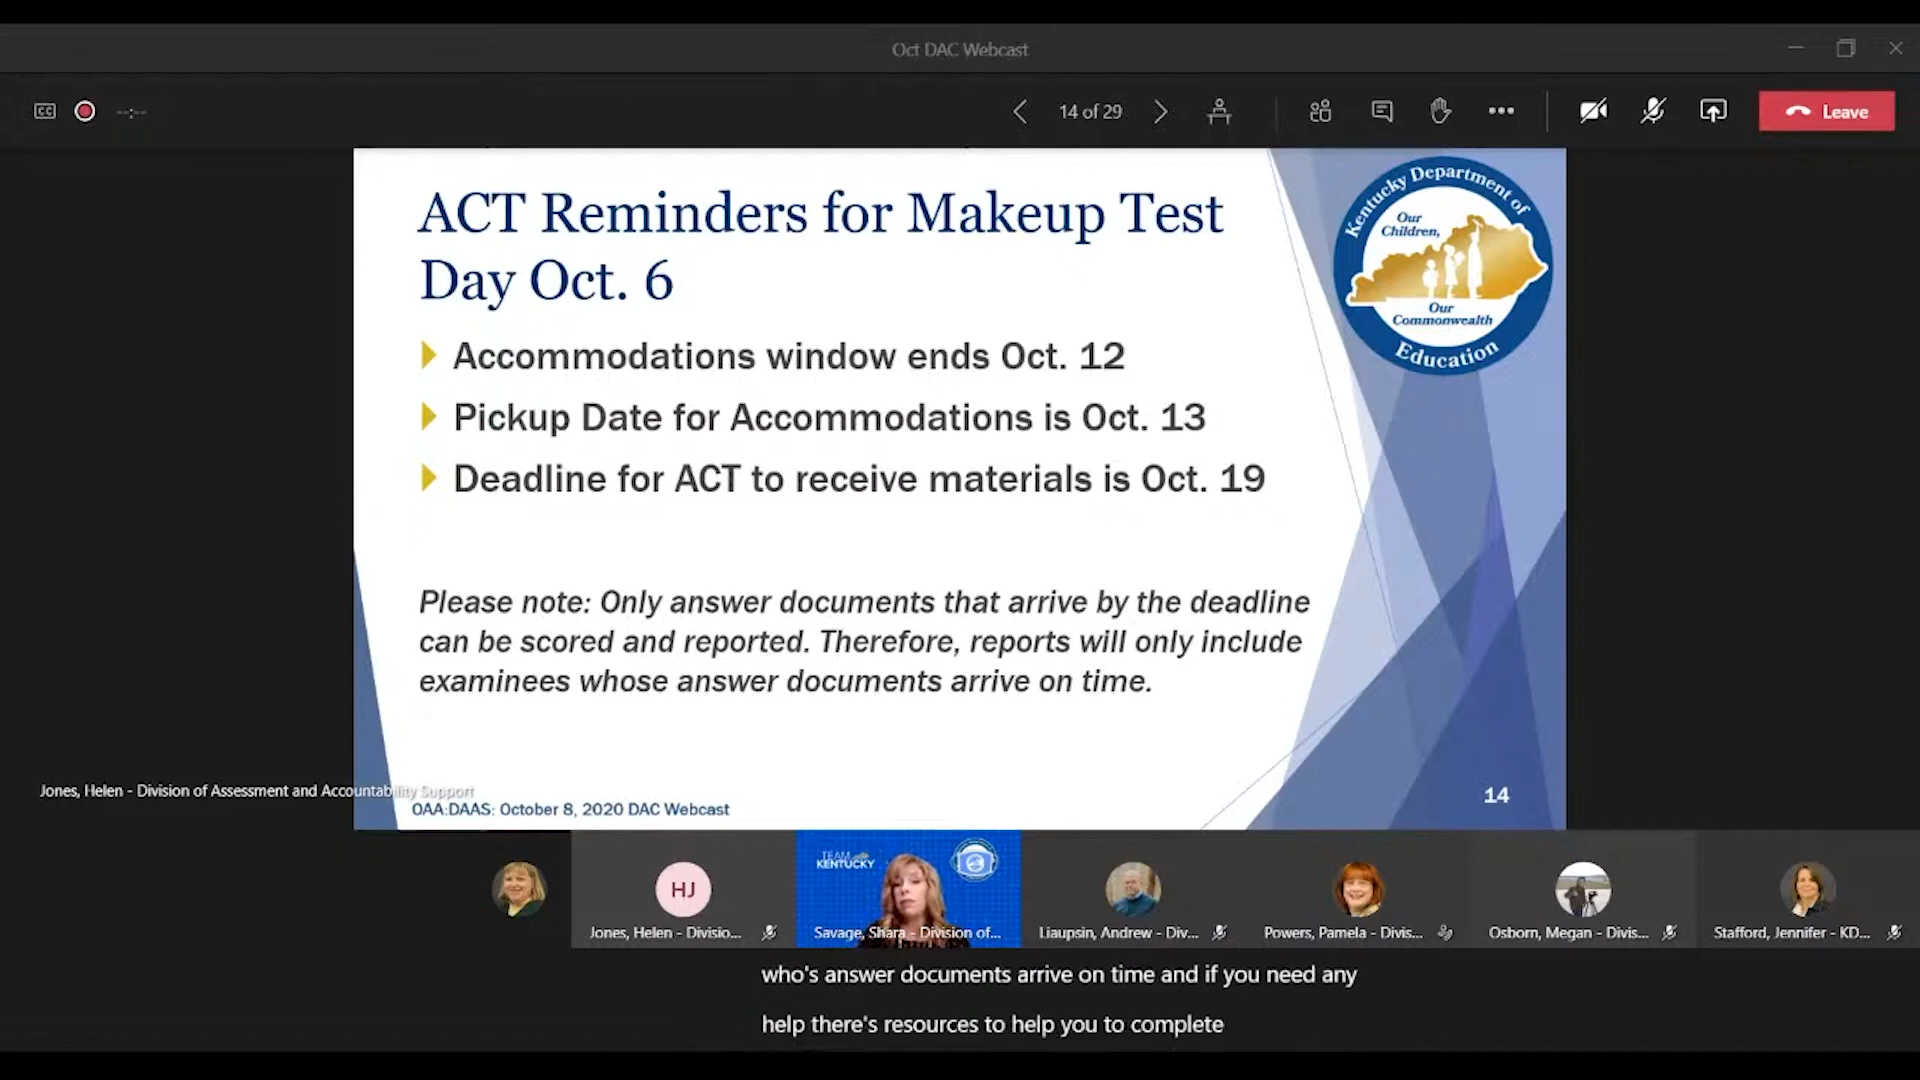 Oct DAC Webcast
CC
--:--
14 of 29
Leave
ACT Reminders for Makeup Test
Day Oct. 6
Accommodations window ends Oct. 12
Pickup Date for Accommodations is Oct. 13
Deadline for ACT to receive materials is Oct. 19
Please note: Only answer documents that arrive by the deadline
can be scored and reported. Therefore, reports will only include
examinees whose answer documents arrive on time.
Kentucky Department of
Our
Children,
Our
Commonwealth
Education
Jones, Helen - Division of Assessment and Accountability Support
OAA:DAAS: October 8, 2020 DAC Webcast
14
TEAM
KENTUCKY
HJ
Jones, Helen - Divisio...
Savage, Shara - Division of...
Liaupsin, Andrew - Div...
Powers, Pamela - Divis...
Osborn, Megan - Divis...
Stafford, Jennifer - KD...
who's answer documents arrive on time and if you need any
help there's resources to help you to complete